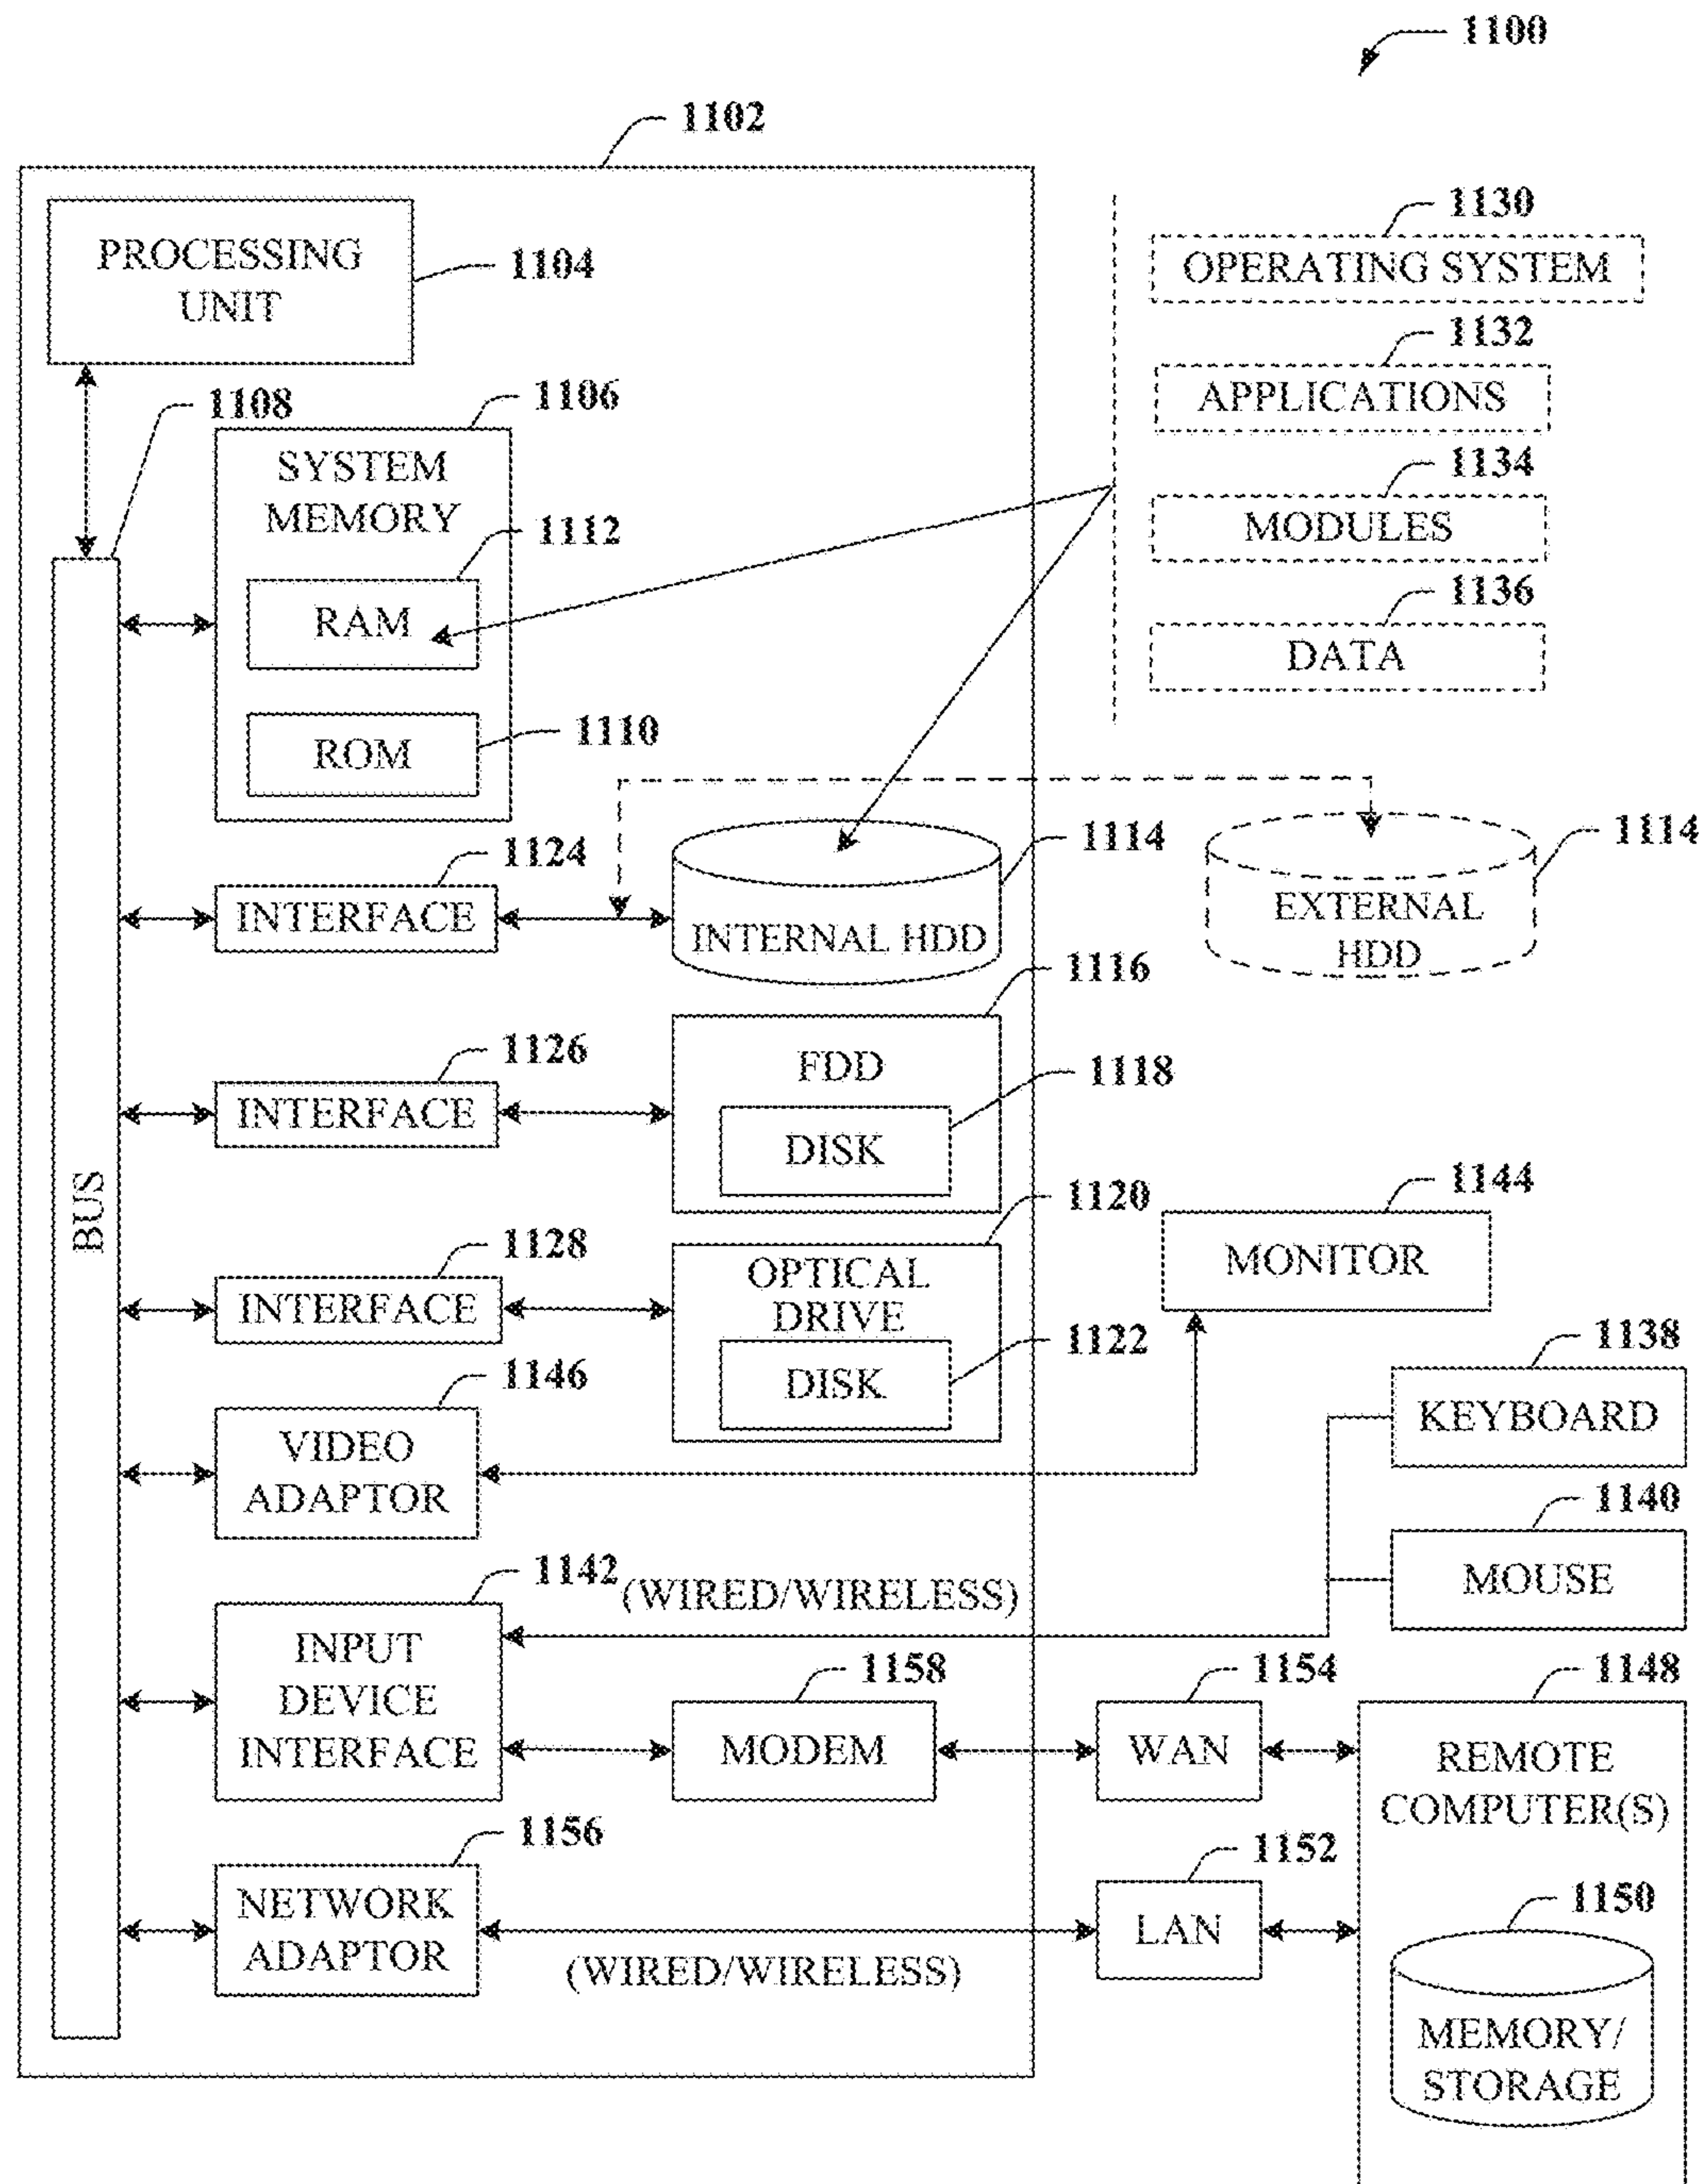 1100
1102
PROCESSING
UNIT
1104
1130
OPERATING SYSTEM
1132
APPLICATIONS
1134
MODULES
1136
DATA
1108
1106
SYSTEM
MEMORY
1112
RAM
1110
ROM
BUS
1124
INTERFACE
1114
INTERNAL HDD
1114
EXTERNAL
HDD
1126
INTERFACE
1116
FDD
1118
DISK
1128
INTERFACE
1120
OPTICAL
DRIVE
1122
DISK
1144
MONITOR
1146
VIDEO
ADAPTOR
1138
KEYBOARD
1140
MOUSE
1142
(WIRED/WIRELESS)
INPUT
DEVICE
INTERFACE
1158
MODEM
1154
WAN
1148
REMOTE
COMPUTER(S)
1156
NETWORK
ADAPTOR
(WIRED/WIRELESS)
1152
LAN
1150
MEMORY/
STORAGE